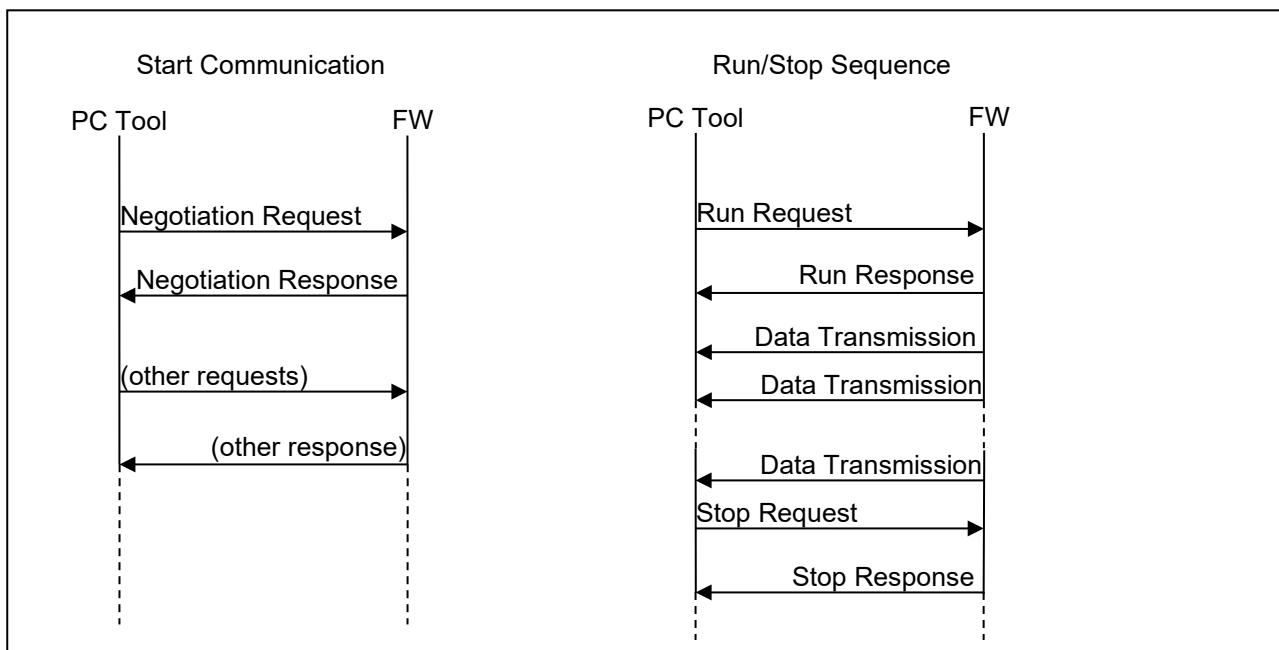 Start Communication
PC Tool FW
Negotiation Request
Negotiation Response
(other requests)
(other response)
Run/Stop Sequence
PC Tool FW
Run Request
Run Response
Data Transmission
Data Transmission
Data Transmission
Stop Request
Stop Response